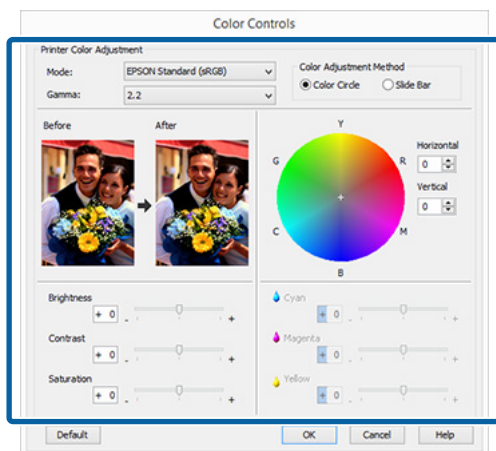 Color Controls
Printer Color Adjustment
Mode: EPSON Standard (sRGB)
Gamma: 2.2
Color Adjustment Method
Color Circle Slide Bar
Before After
Y
G R
C M
B
Horizontal
0
Vertical
0
Brightness
+ 0 - +
Contrast
+ 0 - +
Saturation
+ 0 - +
Cyan
+ 0 - +
Magenta
+ 0 - +
Yellow
+ 0 - +
Default OK Cancel Help